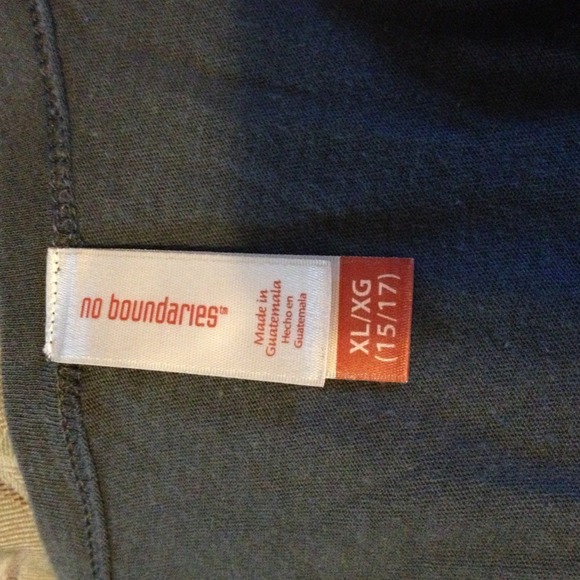 no boundaries™
Made in
Guatemala
Hecho en
Guatemala
XL/XG
(15/17)